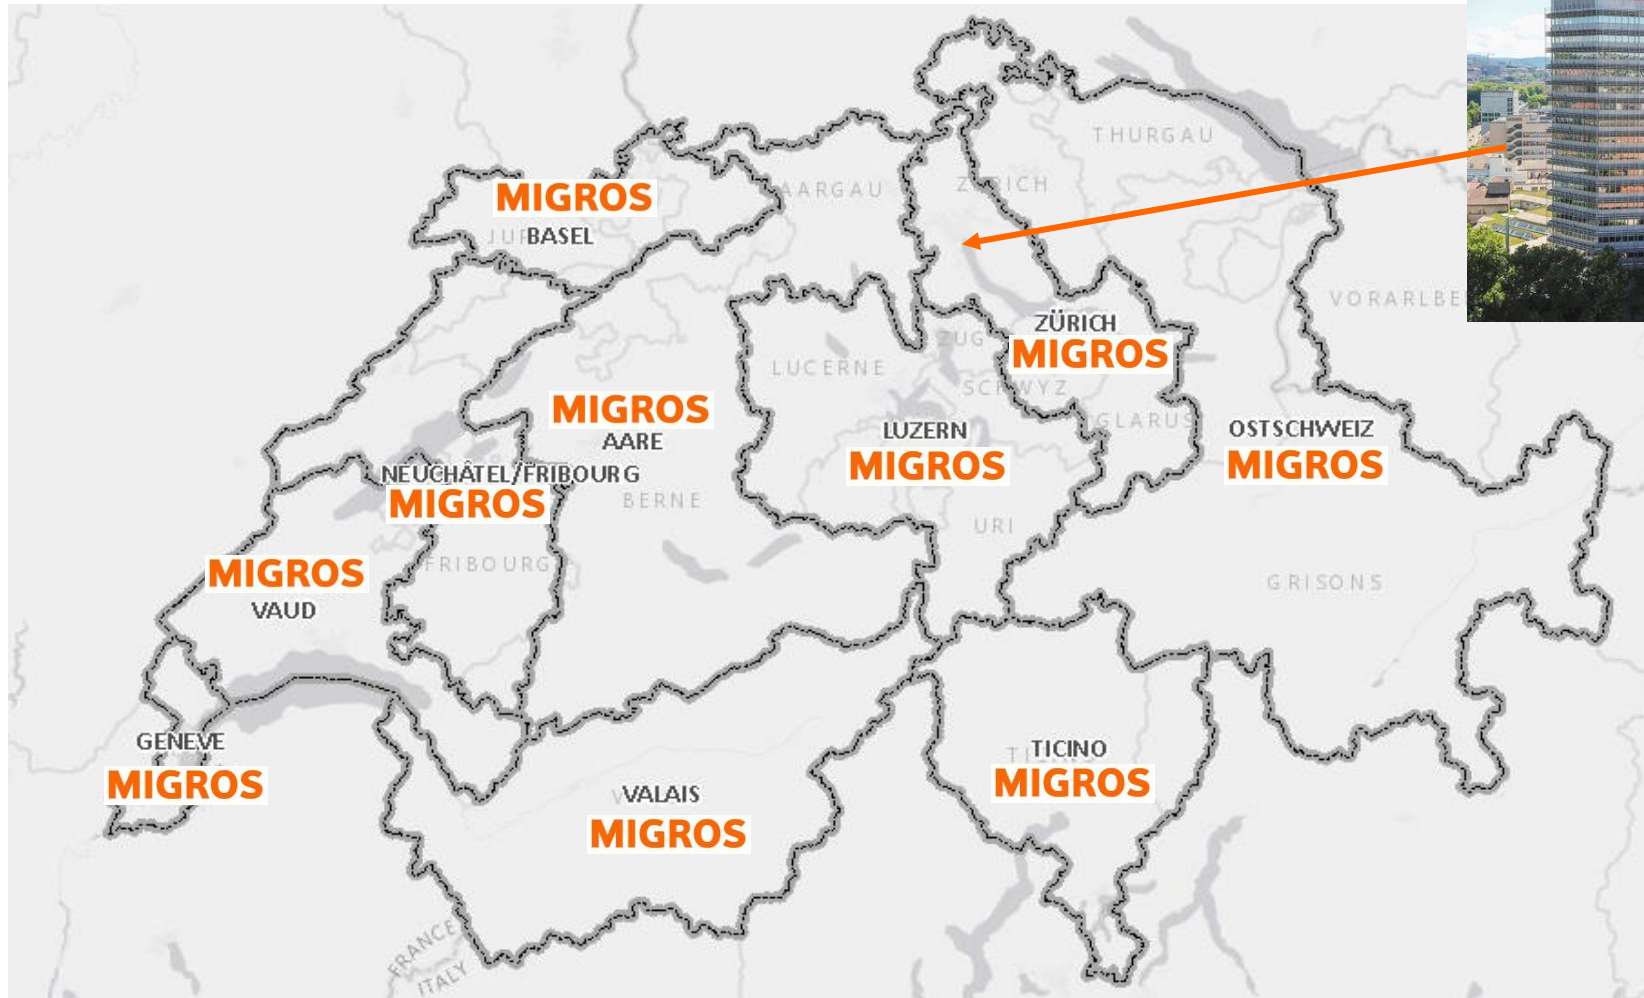 THURGAU
ZÜRICH
AARGAU
MIGROS
JU
BASEL
VORARLBE
ZÜRICH
MIGROS
ZUG
LUCERNE
SCHWYZ
MIGROS
AARE
GLARUS
OSTSCHWEIZ
MIGROS
LUZERN
MIGROS
NEUCHÂTEL/FRIBOURG
MIGROS
BERNE
URI
FRIBOURG
MIGROS
VAUD
GRISONS
GENEVE
MIGROS
TICINO
MIGROS
VALAIS
MIGROS
FRANCE
ITALY